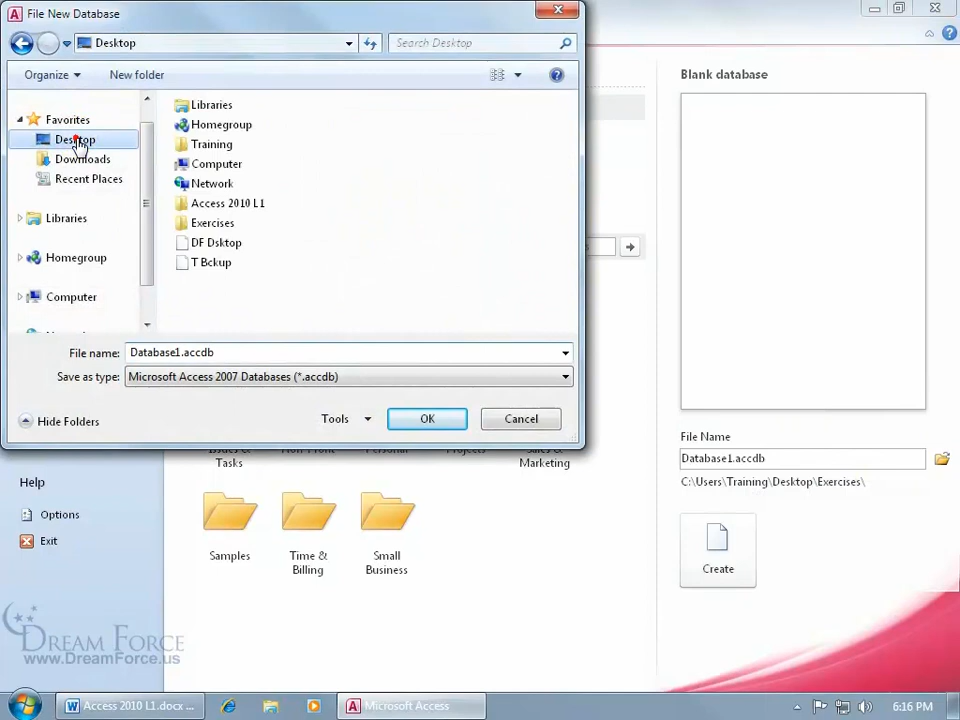 File New Database
Desktop
Search Desktop
Organize
New folder
Favorites
Desktop
Downloads
Recent Places
Libraries
Homegroup
Computer
Libraries
Homegroup
Training
Computer
Network
Access 2010 L1
Exercises
DF Dsktop
T Bckup
File name: Database1.accdb
Save as type: Microsoft Access 2007 Databases (*.accdb)
Hide Folders
Tools
OK
Cancel
Blank database
File Name
Database1.accdb
C:\Users\Training\Desktop\Exercises\
Create
Tasks
Marketing
Help
Options
Exit
Samples
Time &
Billing
Small
Business
DREAM FORCE
www.DreamForce.us
Access 2010 L1.docx ...
Microsoft Access
6:16 PM